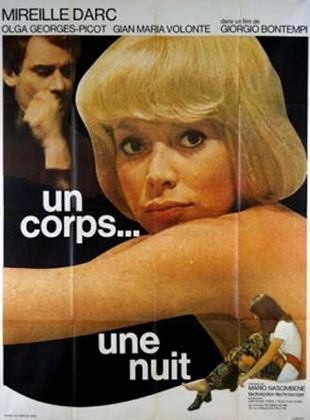 MIREILLE DARC
OLGA GEORGES-PICOT GIAN MARIA VOLONTE
dans un film de
GIORGIO BONTEMPI
un
corps...
une
nuit
MARIO NASCIMBENE
technicolor-techniscope